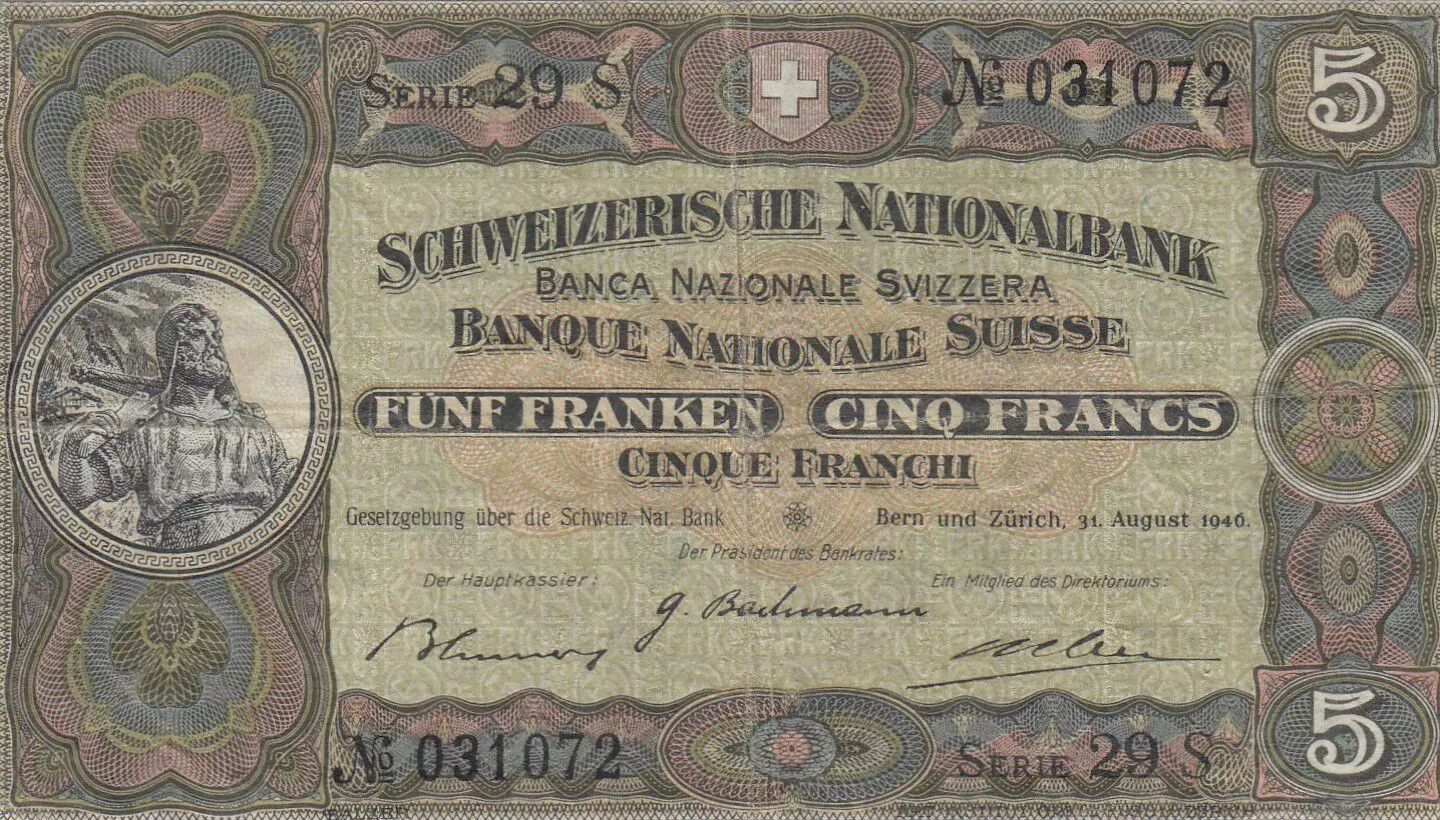 SERIE 29 S № 031072 5
SCHWEIZERISCHE NATIONALBANK
BANCA NAZIONALE SVIZZERA
BANQUE NATIONALE SUISSE
FÜNF FRANKEN CINQ FRANCS
CINQUE FRANCHI
Gesetzgebung über die Schweiz. Nat. Bank Bern und Zürich, 31. August 1946.
Der Präsident des Bankrates:
Der Hauptkassier: Ein Mitglied des Direktoriums:
G. Bachmann
№ 031072 SERIE 29 S 5
BALZER